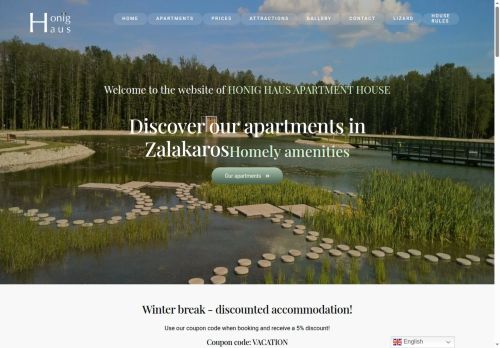 Honig
Haus
HOME
APARTMENTS
PRICES
ATTRACTIONS
GALLERY
CONTACT
LIZARD
HOUSE
RULES
Welcome to the website of HONIG HAUS APARTMENT HOUSE
Discover our apartments in
ZalakarosHomely amenities
Our apartments
Winter break - discounted accommodation!
Use our coupon code when booking and receive a 5% discount!
Coupon code: VACATION
English